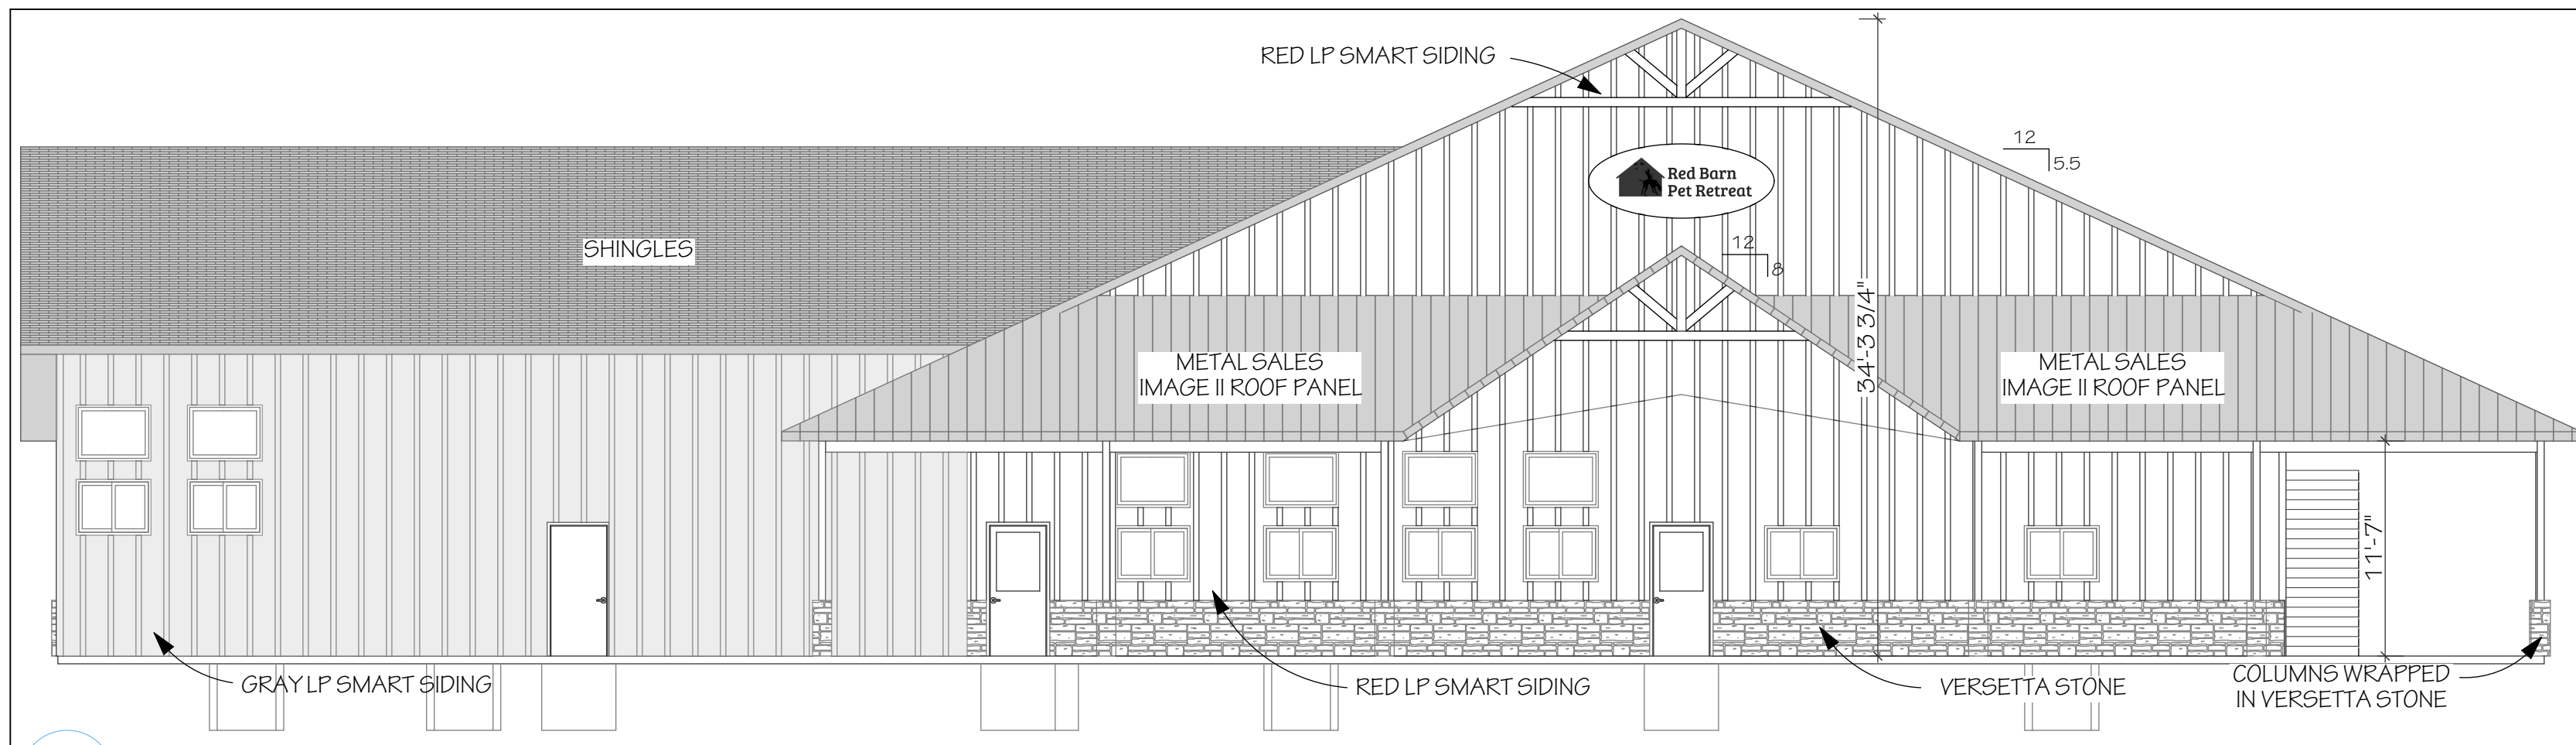 RED LP SMART SIDING
12
5.5
Red Barn
Pet Retreat
SHINGLES
12
8
34'-3 3/4"
METAL SALES
IMAGE II ROOF PANEL
METAL SALES
IMAGE II ROOF PANEL
11'-7"
GRAY LP SMART SIDING
RED LP SMART SIDING
VERSETTA STONE
COLUMNS WRAPPED
IN VERSETTA STONE